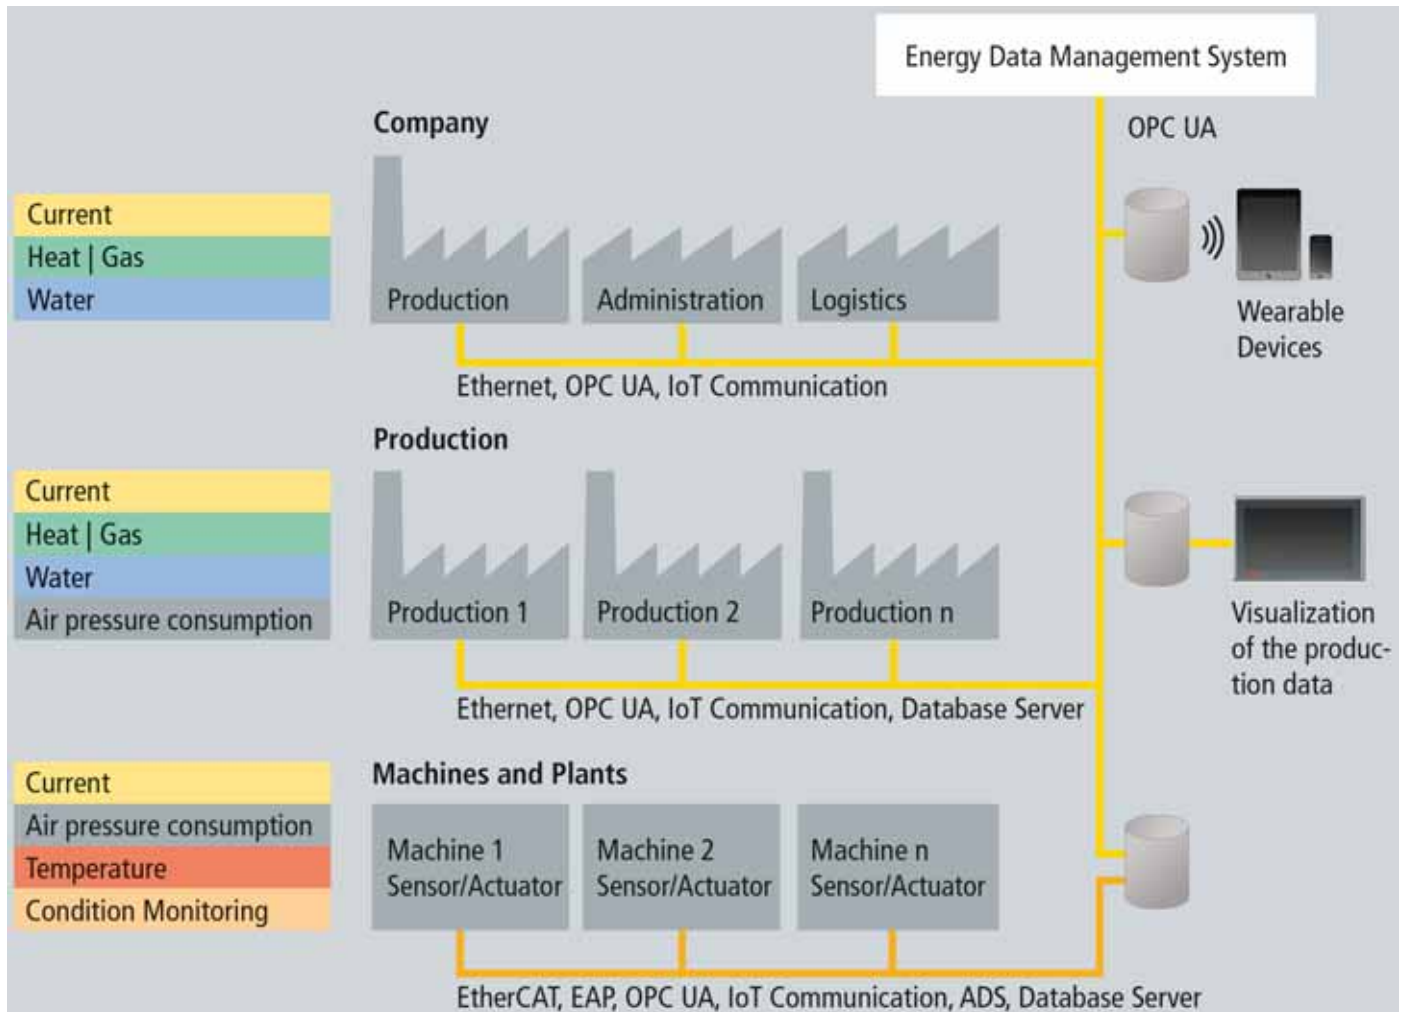 Energy Data Management System
OPC UA
Company
Current
Heat | Gas
Water
Production
Administration
Logistics
Wearable
Devices
Ethernet, OPC UA, IoT Communication
Production
Current
Heat | Gas
Water
Air pressure consumption
Production 1
Production 2
Production n
Visualization
of the produc-
tion data
Ethernet, OPC UA, IoT Communication, Database Server
Machines and Plants
Current
Air pressure consumption
Temperature
Condition Monitoring
Machine 1
Sensor/Actuator
Machine 2
Sensor/Actuator
Machine n
Sensor/Actuator
EtherCAT, EAP, OPC UA, IoT Communication, ADS, Database Server